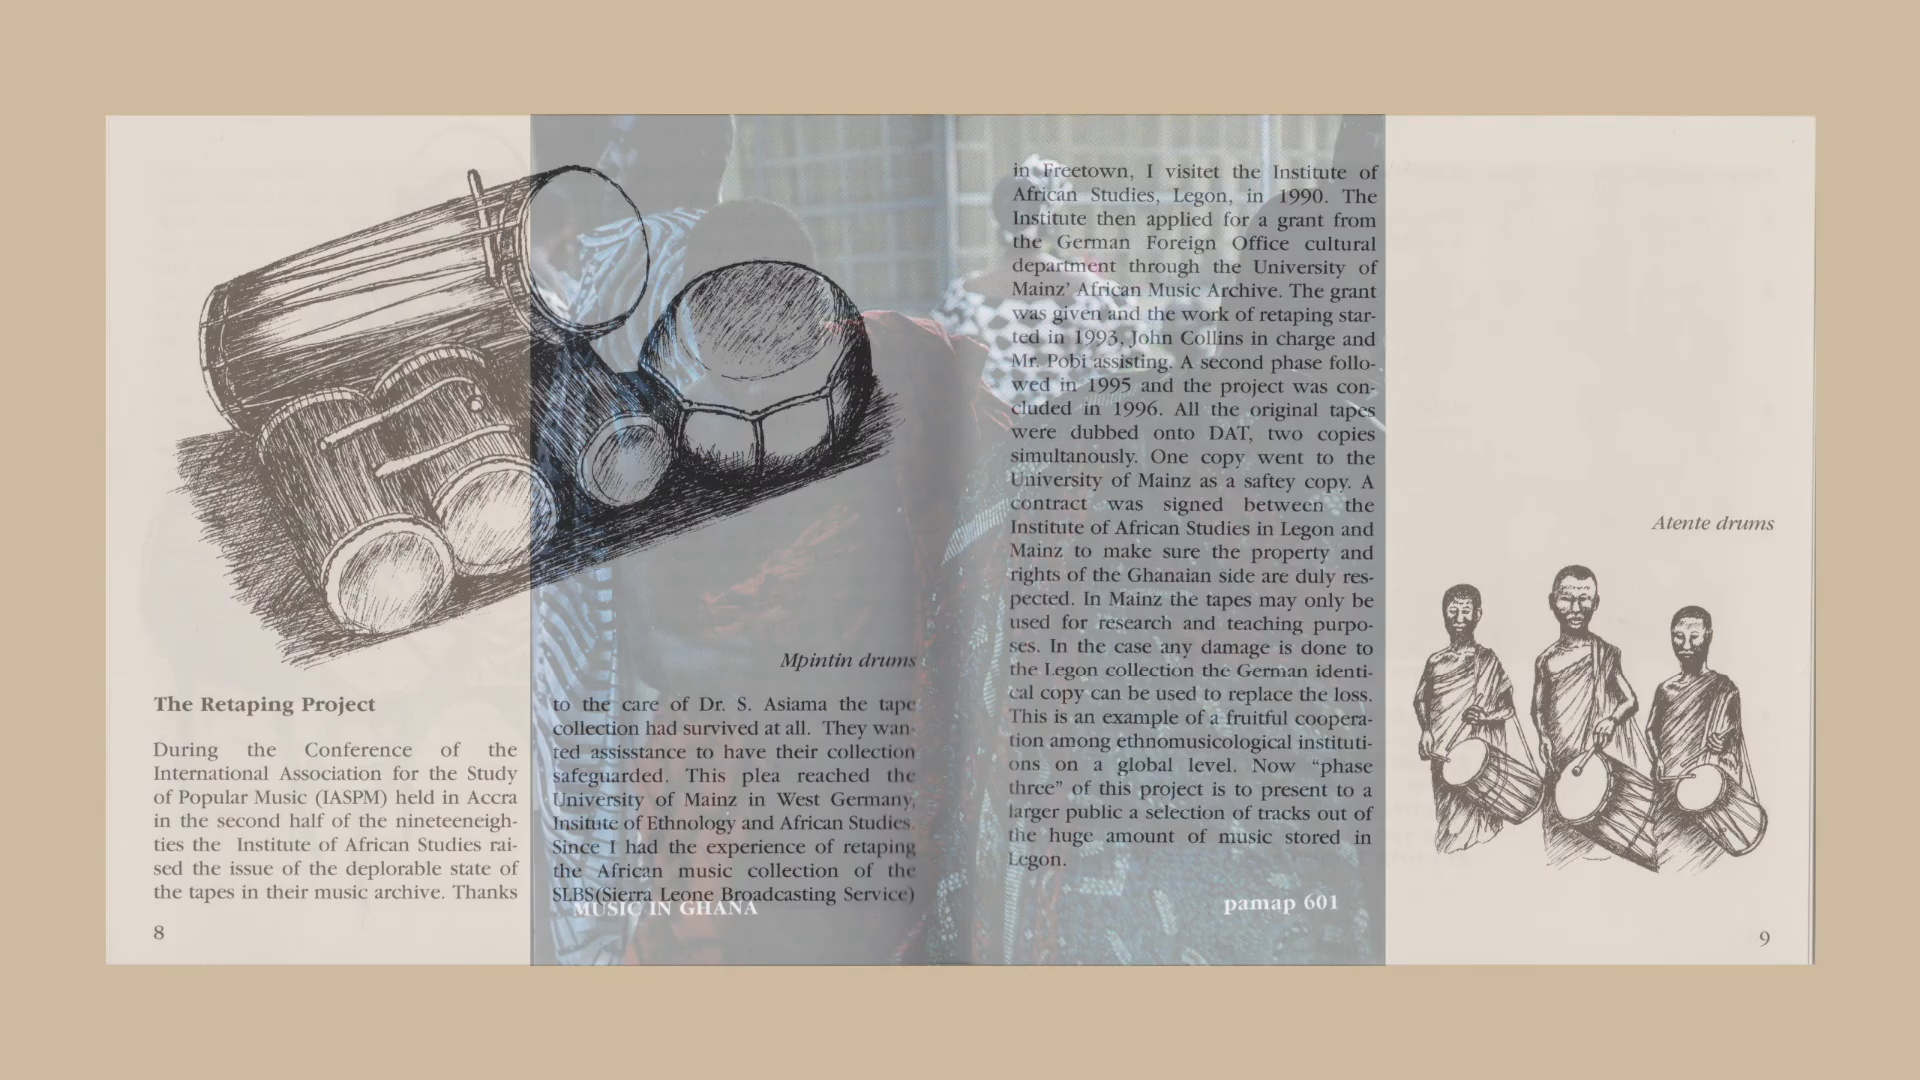 Mpintin drums
The Retaping Project
During the Conference of the
International Association for the Study
of Popular Music (IASPM) held in Accra
in the second half of the nineteeneigh-
ties the Institute of African Studies rai-
sed the issue of the deplorable state of
the tapes in their music archive. Thanks
8
to the care of Dr. S. Asiama the tape
collection had survived at all. They wan-
ted assisstance to have their collection
safeguarded. This plea reached the
University of Mainz in West Germany,
Insitute of Ethnology and African Studies.
Since I had the experience of retaping
the African music collection of the
SLBS(Sierra Leone Broadcasting Service)
MUSIC IN GHANA
in Freetown, I visitet the Institute of
African Studies, Legon, in 1990. The
Institute then applied for a grant from
the German Foreign Office cultural
department through the University of
Mainz’ African Music Archive. The grant
was given and the work of retaping star-
ted in 1993, John Collins in charge and
Mr. Pobi assisting. A second phase follo-
wed in 1995 and the project was con-
cluded in 1996. All the original tapes
were dubbed onto DAT, two copies
simultanously. One copy went to the
University of Mainz as a saftey copy. A
contract was signed between the
Institute of African Studies in Legon and
Mainz to make sure the property and
rights of the Ghanaian side are duly res-
pected. In Mainz the tapes may only be
used for research and teaching purpo-
ses. In the case any damage is done to
the Legon collection the German identi-
cal copy can be used to replace the loss.
This is an example of a fruitful coopera-
tion among ethnomusicological instituti-
ons on a global level. Now “phase
three” of this project is to present to a
larger public a selection of tracks out of
the huge amount of music stored in
Legon.
pamap 601
Atente drums
9